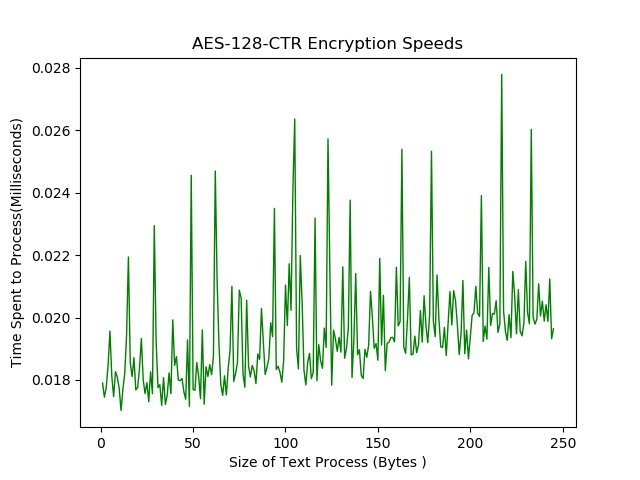 AES-128-CTR Encryption Speeds
0.028
0.026
0.024
0.022
0.020
0.018
Time Spent to Process(Milliseconds)
0 50 100 150 200 250
Size of Text Process (Bytes )